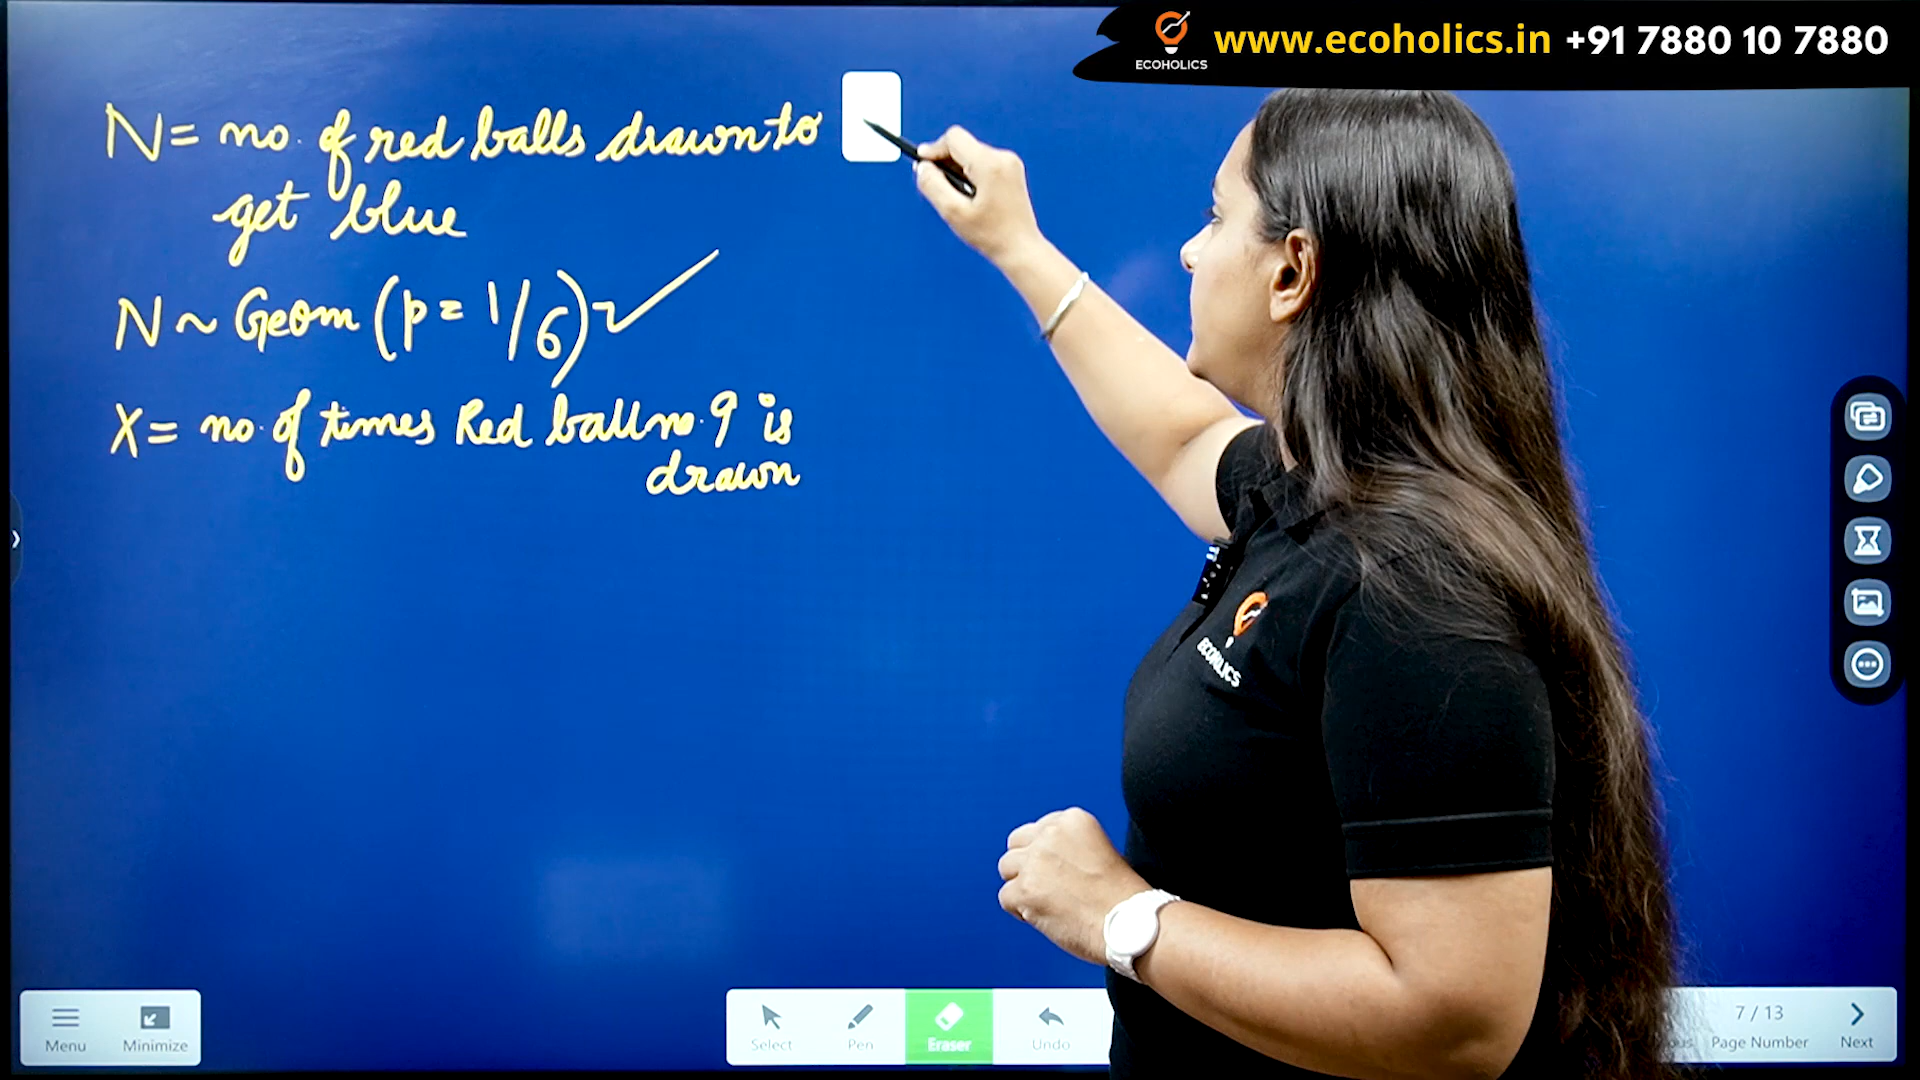 www.ecoholics.in +91 7880 10 7880
ECOHOLICS
N = no. of red balls drawn to
get blue
N ~ Geom (p = 1/6) ✓
X = no. of times Red ball no. 9 is
drawn
ECOHOLICS
Menu Minimize Select Pen Eraser Undo 7 / 13 Page Number Next